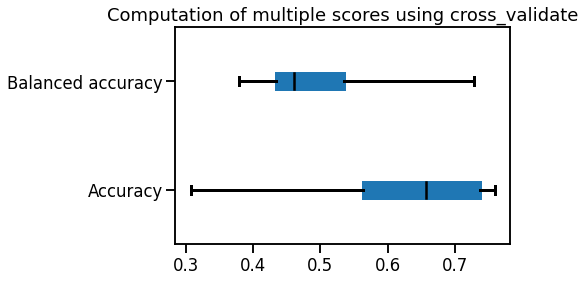 Computation of multiple scores using cross_validate
Balanced accuracy
Accuracy
0.3 0.4 0.5 0.6 0.7